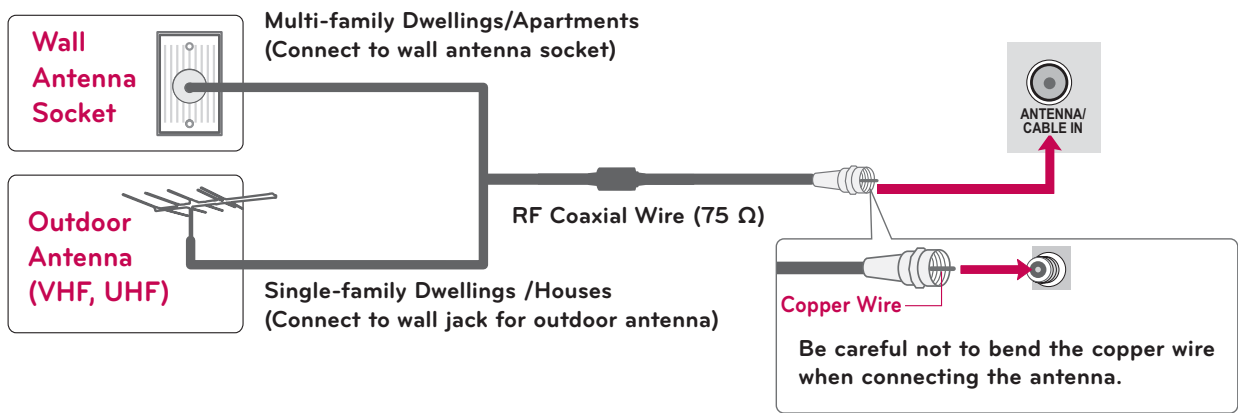 Multi-family Dwellings/Apartments
(Connect to wall antenna socket)
Wall
Antenna
Socket
ANTENNA/
CABLE IN
RF Coaxial Wire (75 Ω)
Outdoor
Antenna
(VHF, UHF)
Single-family Dwellings /Houses
(Connect to wall jack for outdoor antenna)
Copper Wire
Be careful not to bend the copper wire
when connecting the antenna.